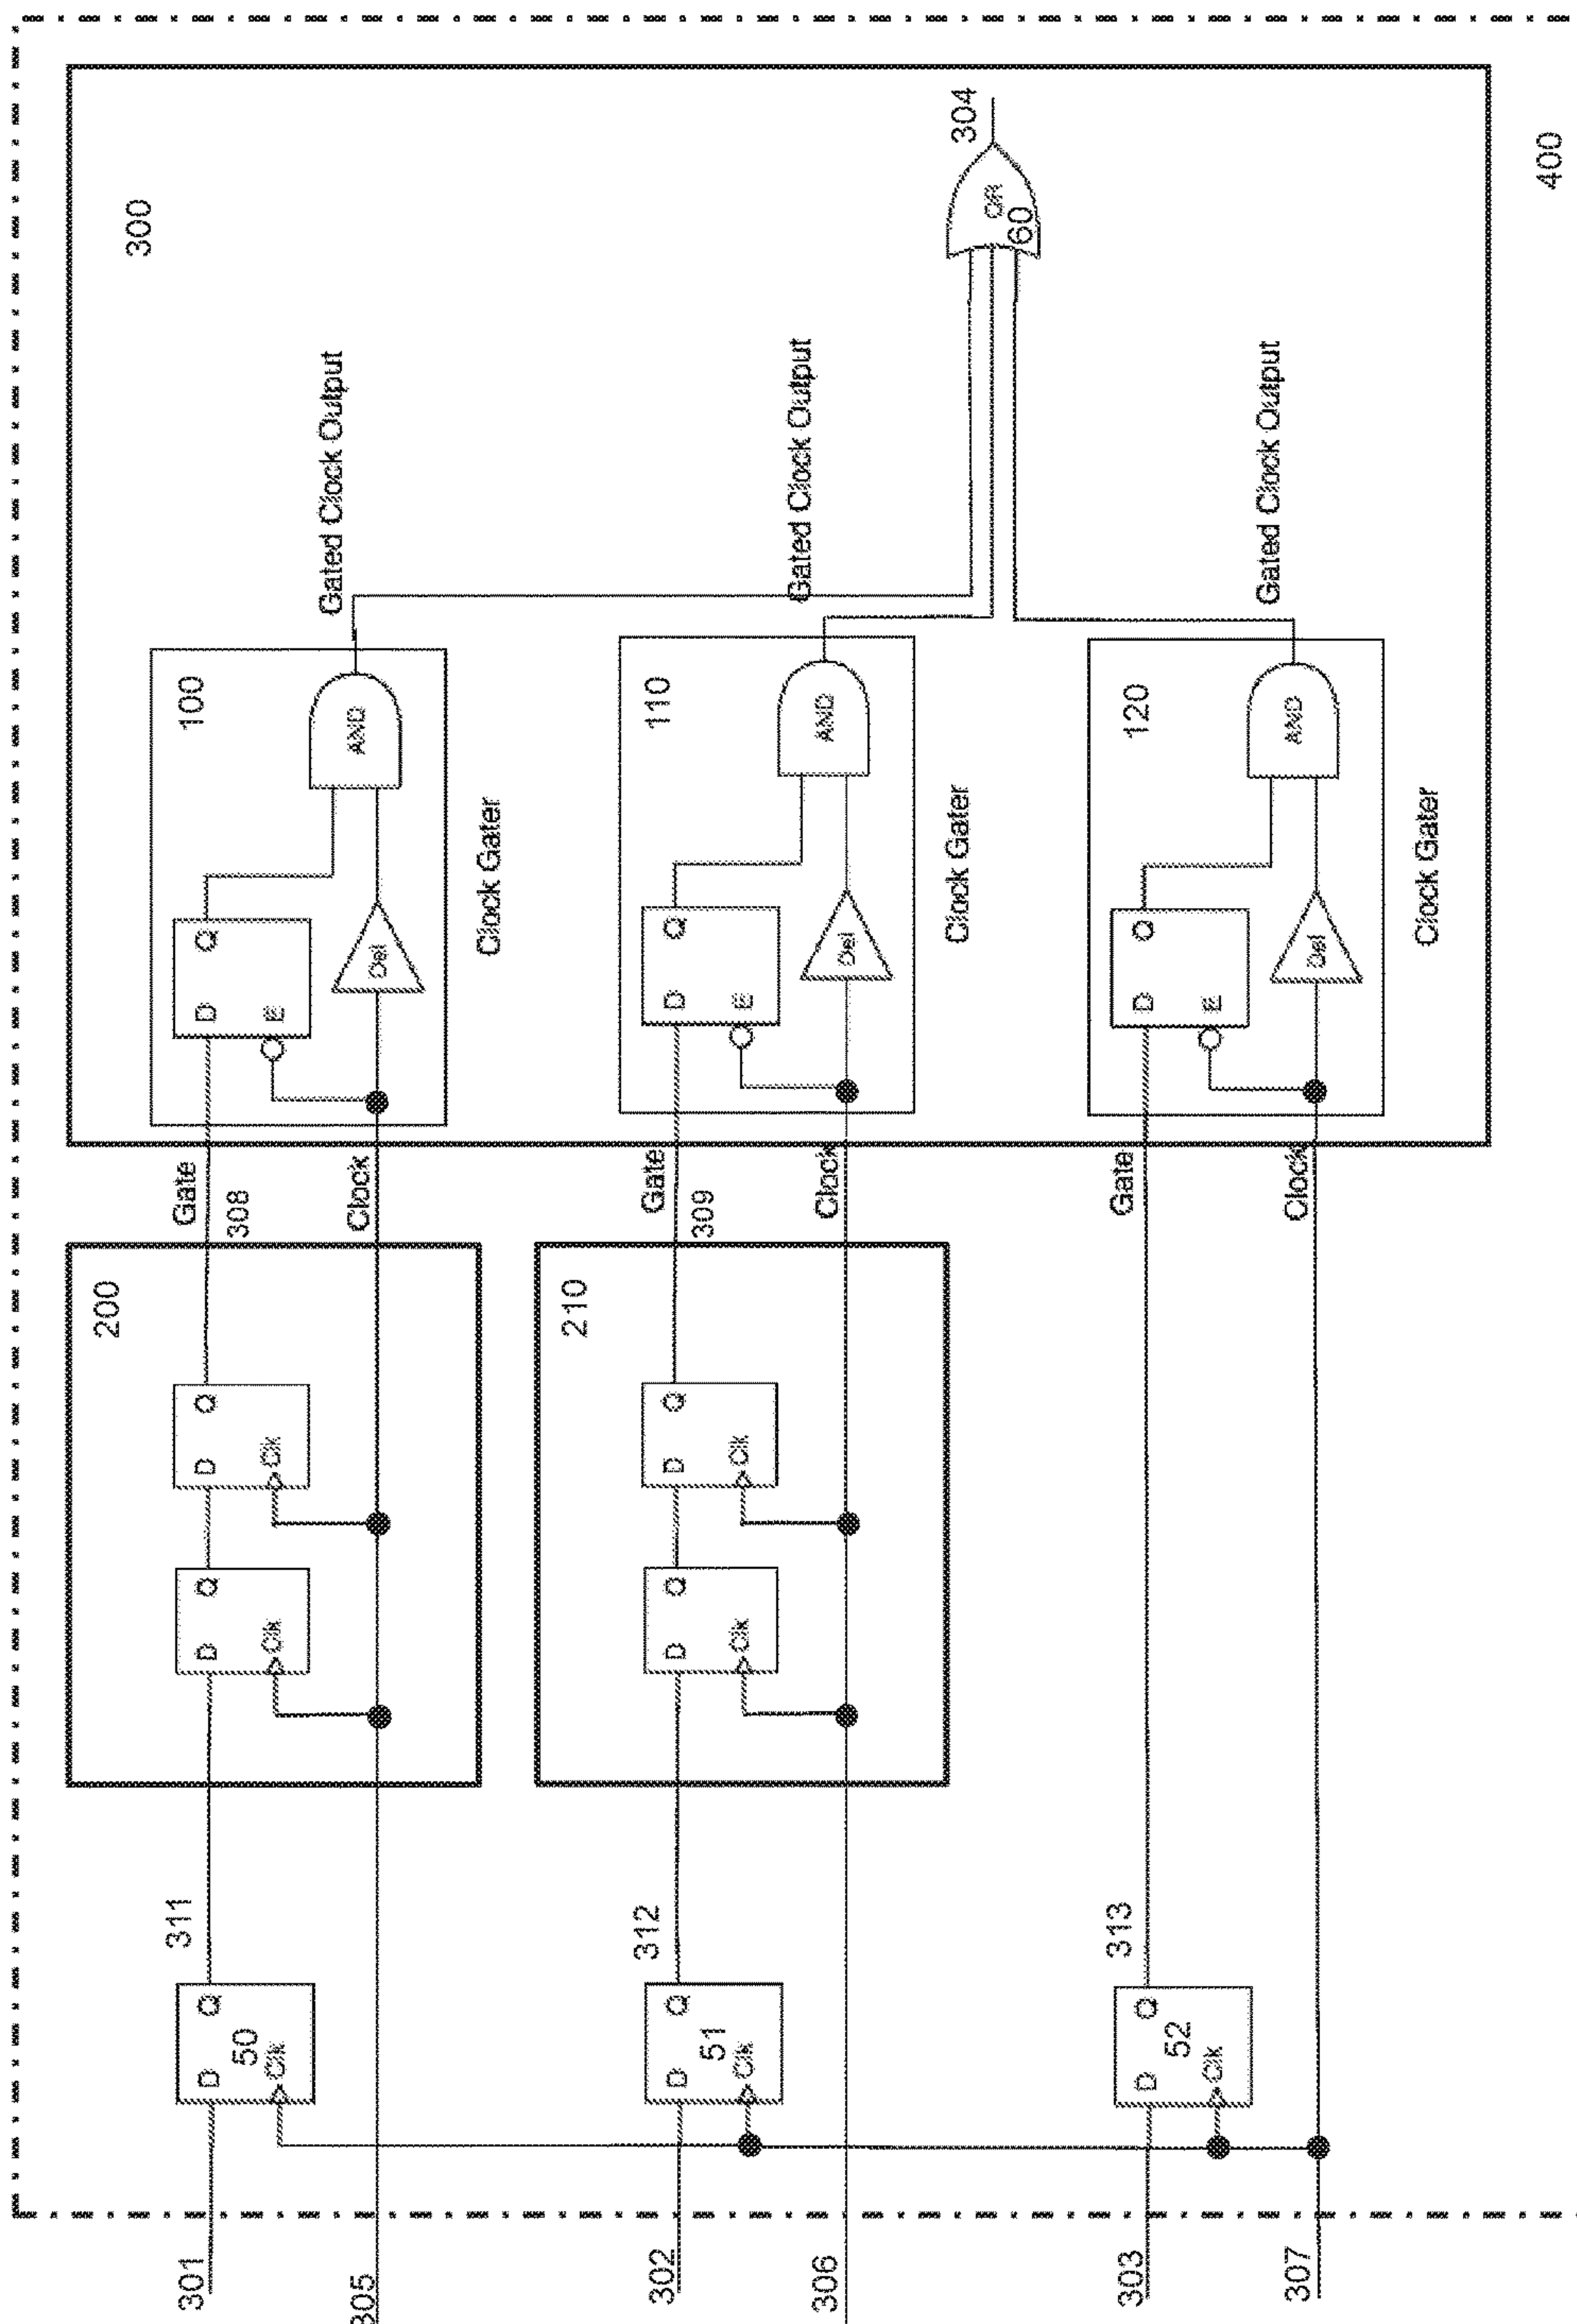 301
D
Q
50
Clk
311
305
D
Q
Clk
D
Q
Clk
200
Gate
308
Clock
D
Q
E
Del
AND
100
Clock Gater
Gated Clock Output
300
302
D
Q
51
Clk
312
306
D
Q
Clk
D
Q
Clk
210
Gate
309
Clock
D
Q
E
Del
AND
110
Clock Gater
Gated Clock Output
OR
60
304
303
D
Q
52
Clk
313
307
Gate
Clock
D
Q
E
Del
AND
120
Clock Gater
Gated Clock Output
400